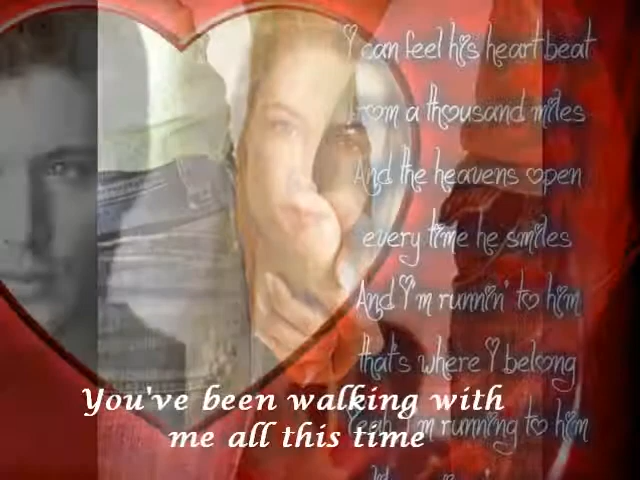 I can feel his heart beat
from a thousand miles
And the heavens open
every time he smiles
And I'm runnin' to him
that's where I belong
Yeah I'm running to him
You've been walking with
me all this time